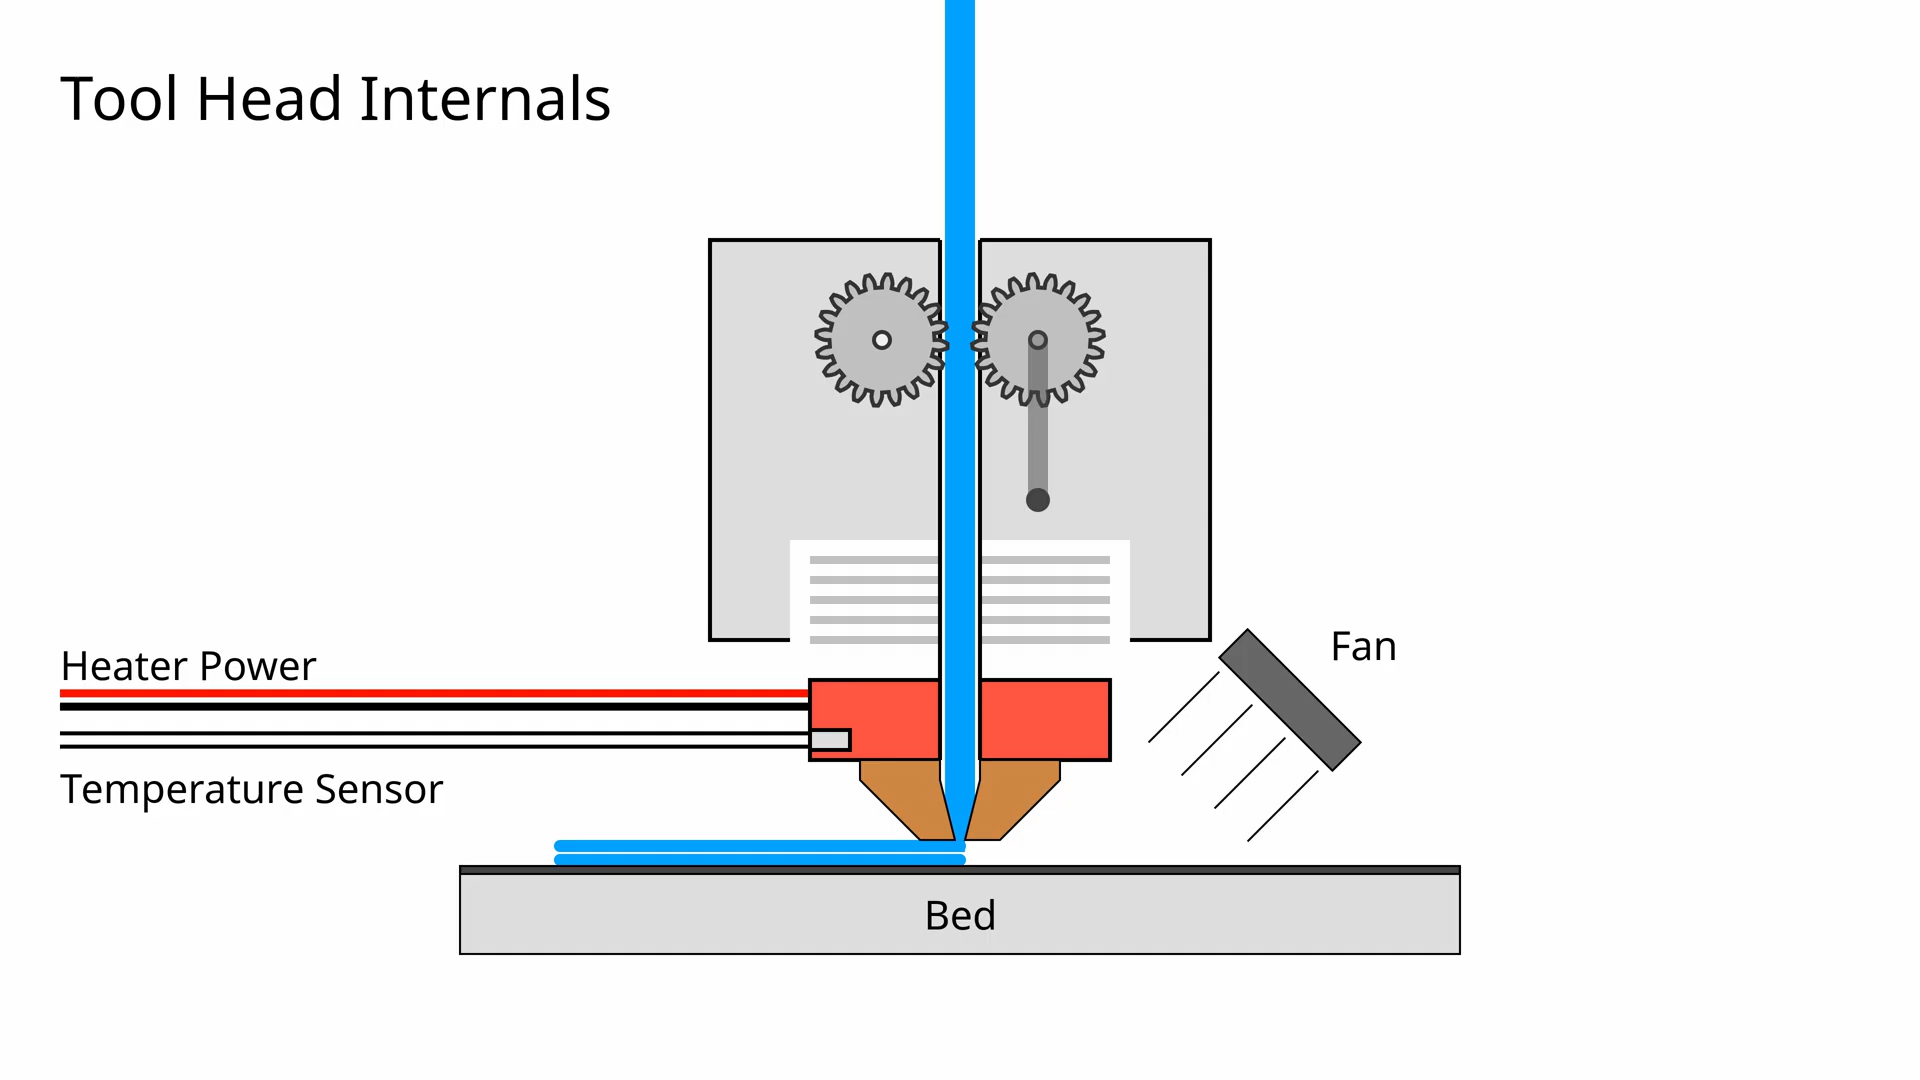 Tool Head Internals
Heater Power
Fan
Temperature Sensor
Bed